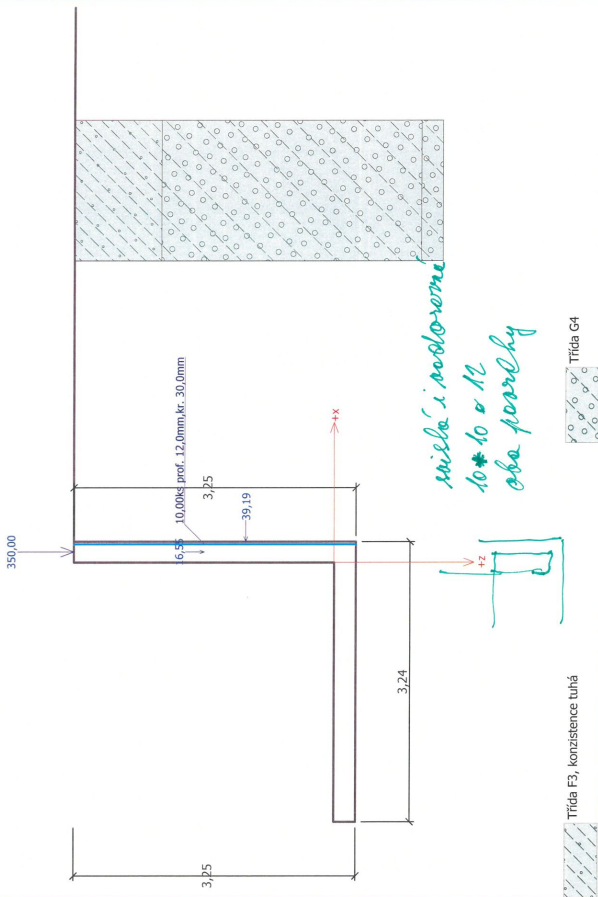 350,00
10,00ks prof. 12,0mm,kr. 30,0mm
16,55
39,19
3,25
3,25
+x
+z
3,24
svislá i vodorovná
10 * 10 ø 12
oba povrchy
Třída F3, konzistence tuhá
Třída G4